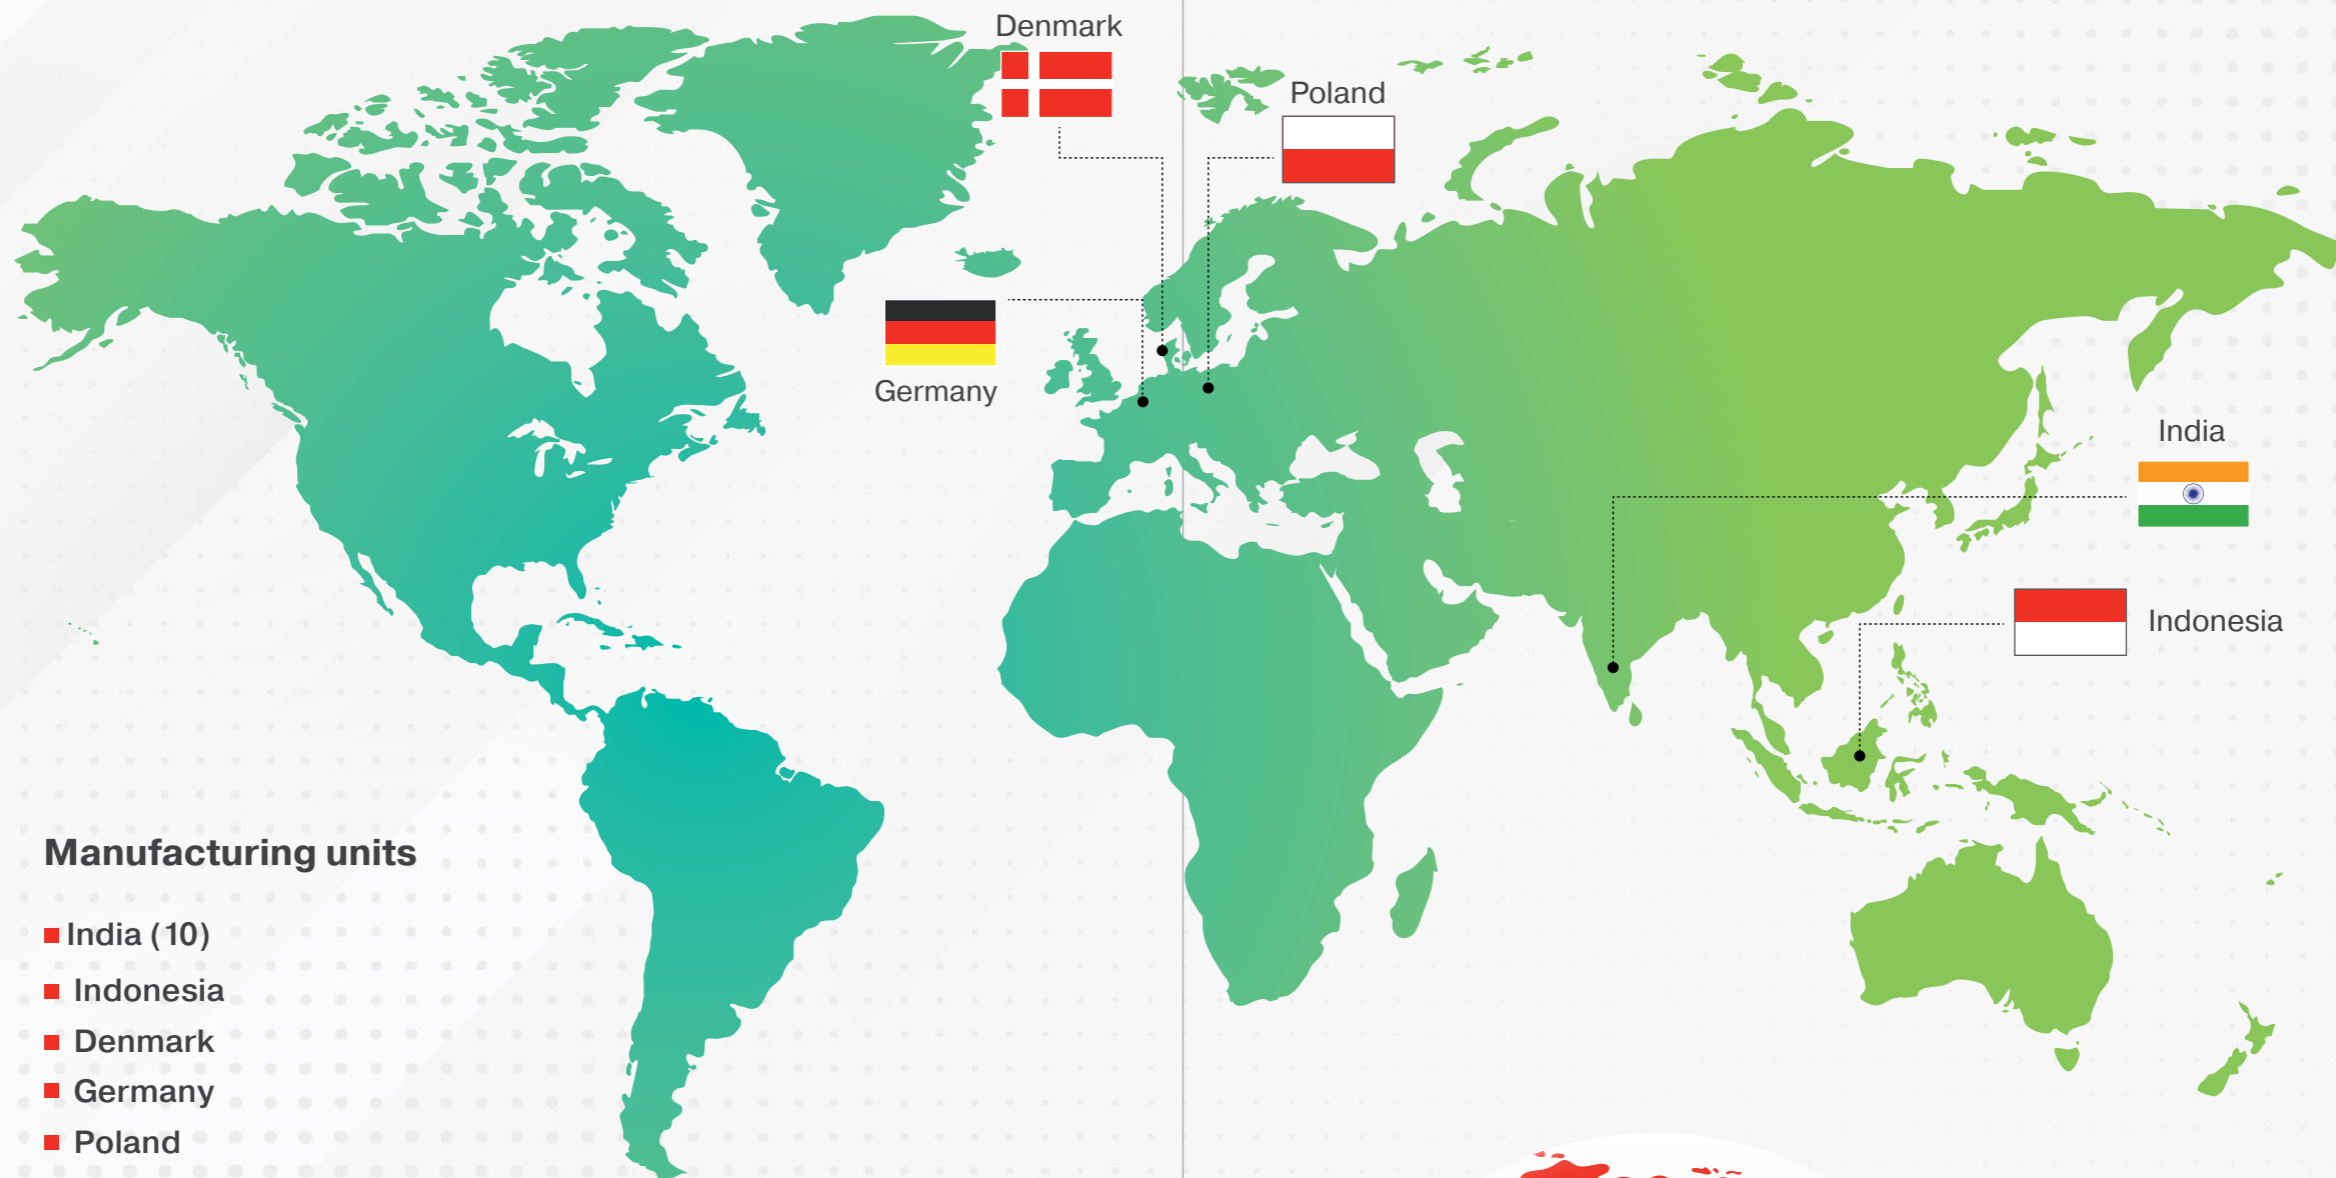 Denmark
Poland
Germany
India
Indonesia
Manufacturing units
India (10)
Indonesia
Denmark
Germany
Poland